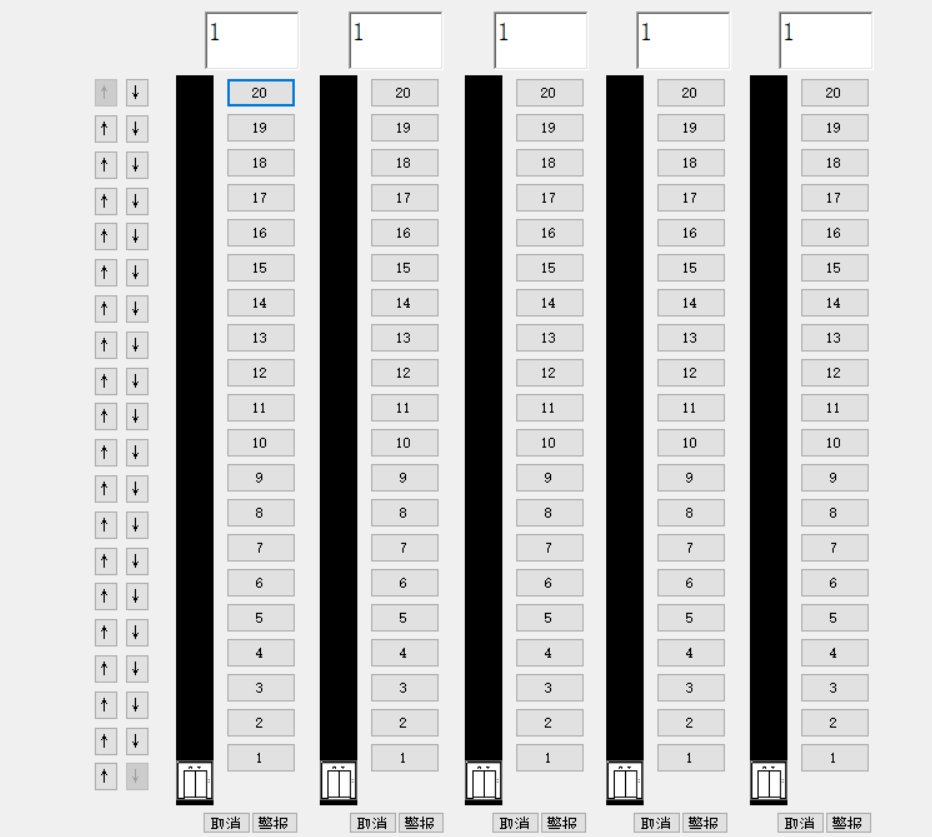 1 1 1 1 1
↑ ↓ 20 20 20 20 20
↑ ↓ 19 19 19 19 19
↑ ↓ 18 18 18 18 18
↑ ↓ 17 17 17 17 17
↑ ↓ 16 16 16 16 16
↑ ↓ 15 15 15 15 15
↑ ↓ 14 14 14 14 14
↑ ↓ 13 13 13 13 13
↑ ↓ 12 12 12 12 12
↑ ↓ 11 11 11 11 11
↑ ↓ 10 10 10 10 10
↑ ↓ 9 9 9 9 9
↑ ↓ 8 8 8 8 8
↑ ↓ 7 7 7 7 7
↑ ↓ 6 6 6 6 6
↑ ↓ 5 5 5 5 5
↑ ↓ 4 4 4 4 4
↑ ↓ 3 3 3 3 3
↑ ↓ 2 2 2 2 2
↑ ↓ 1 1 1 1 1
取消 警报 取消 警报 取消 警报 取消 警报 取消 警报